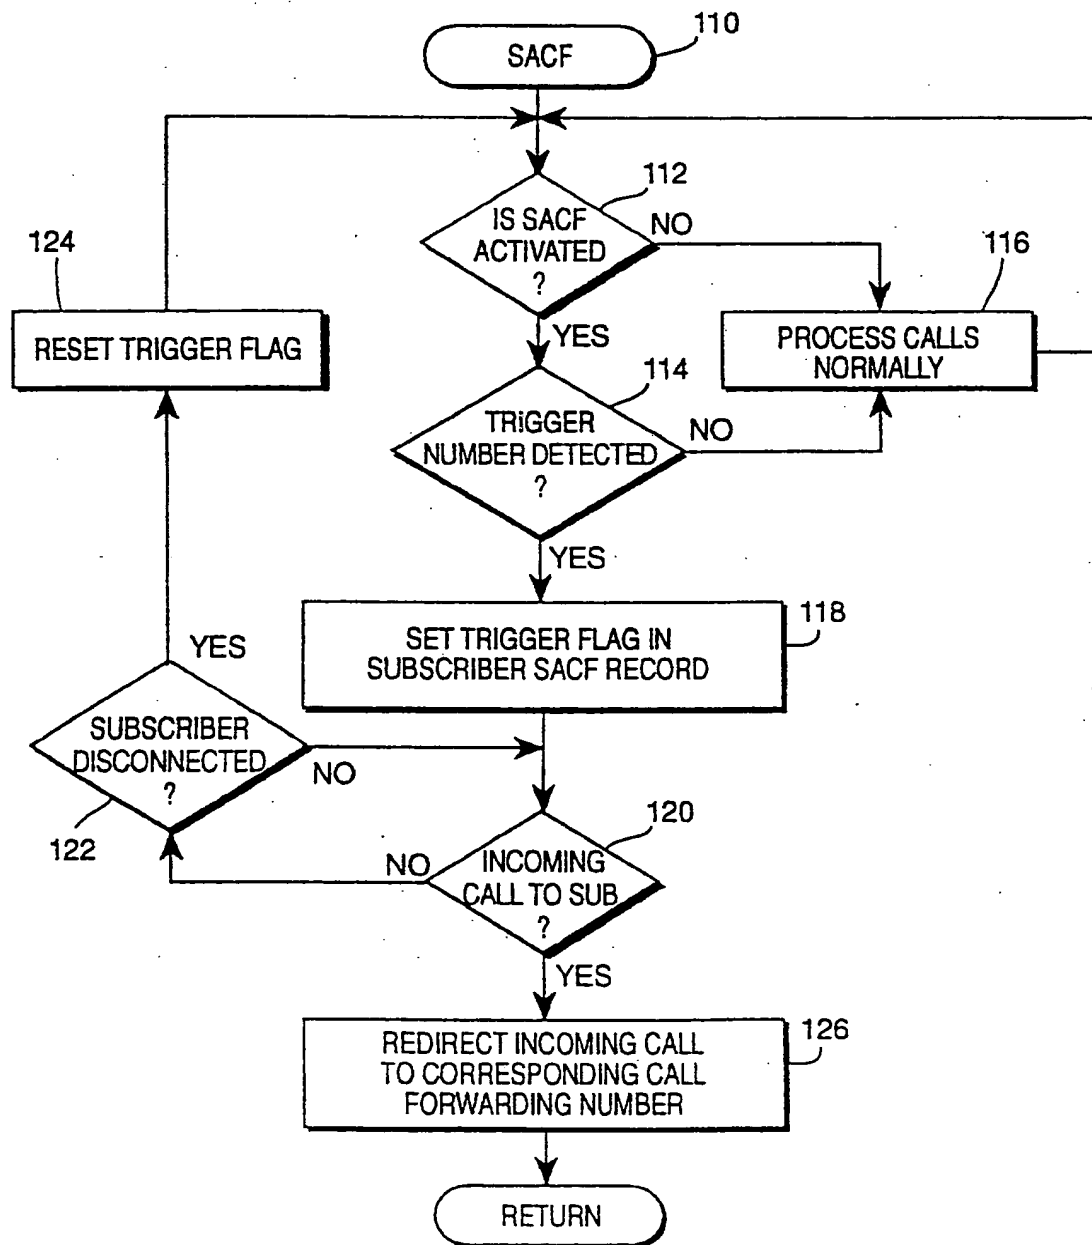 110
SACF
112
IS SACF
ACTIVATED
?
NO
YES
124
RESET TRIGGER FLAG
116
PROCESS CALLS
NORMALLY
114
TRIGGER
NUMBER DETECTED
?
NO
YES
118
SET TRIGGER FLAG IN
SUBSCRIBER SACF RECORD
YES
SUBSCRIBER
DISCONNECTED
?
NO
122
120
INCOMING
CALL TO SUB
?
NO
YES
126
REDIRECT INCOMING CALL
TO CORRESPONDING CALL
FORWARDING NUMBER
RETURN